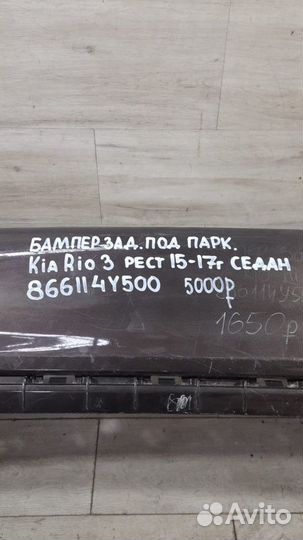 БАМПЕР ЗАД. ПОД ПАРК.
Kia Rio 3 РЕСТ 15-17г СЕДАН
866114Y500 5000р
1650р
Avito